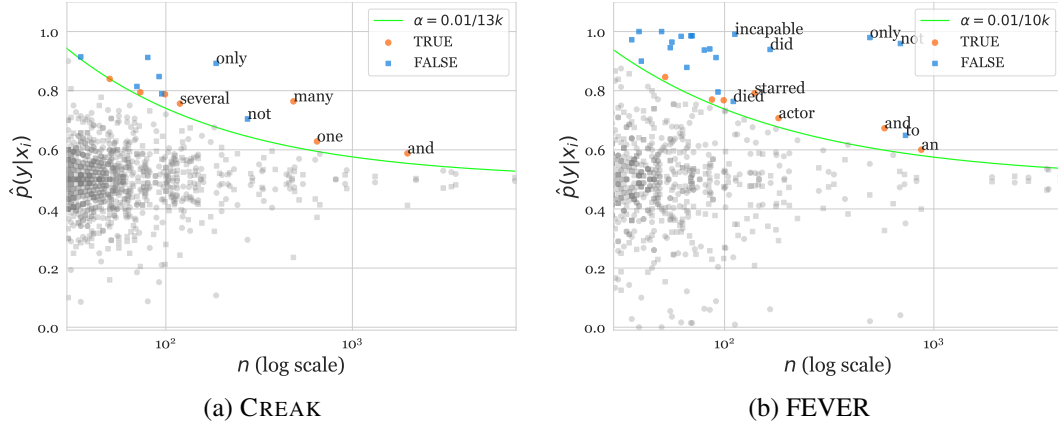 α = 0.01/13k
TRUE
FALSE
only
several
many
not
one
and
1.0
0.8
0.6
0.4
0.2
0.0
p̂(y|xᵢ)
10²
10³
n (log scale)
(a) CREAK
α = 0.01/10k
TRUE
FALSE
incapable
did
only
not
died
starred
actor
and
to
an
1.0
0.8
0.6
0.4
0.2
0.0
p̂(y|xᵢ)
10²
10³
n (log scale)
(b) FEVER